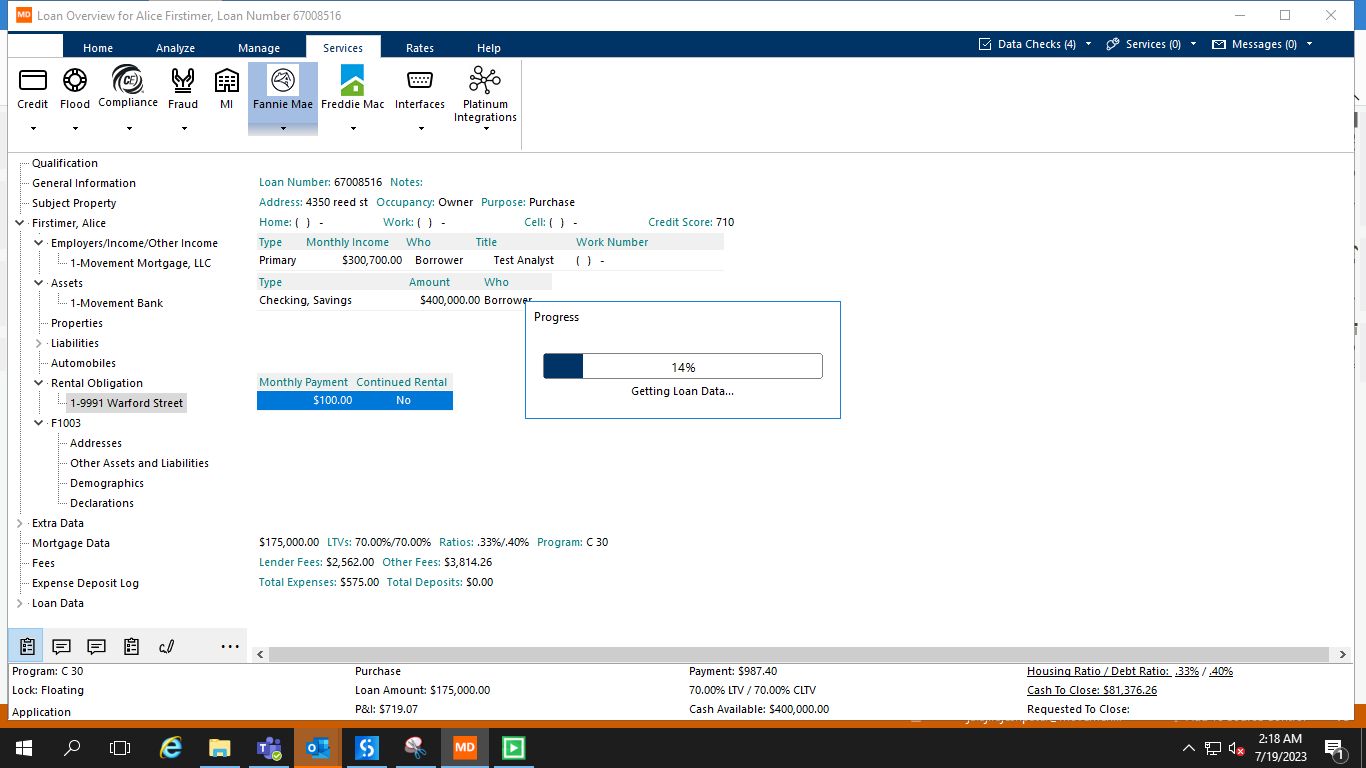 MD Loan Overview for Alice Firstimer, Loan Number 67008516
Home Analyze Manage Services Rates Help Data Checks (4) Services (0) Messages (0)
Credit Flood Compliance Fraud MI Fannie Mae Freddie Mac Interfaces Platinum Integrations
Qualification
General Information
Subject Property
Firstimer, Alice
Employers/Income/Other Income
1-Movement Mortgage, LLC
Assets
1-Movement Bank
Properties
Liabilities
Automobiles
Rental Obligation
1-9991 Warford Street
F1003
Addresses
Other Assets and Liabilities
Demographics
Declarations
Extra Data
Mortgage Data
Fees
Expense Deposit Log
Loan Data
Loan Number: 67008516 Notes:
Address: 4350 reed st Occupancy: Owner Purpose: Purchase
Home: ( ) - Work: ( ) - Cell: ( ) - Credit Score: 710
Type Monthly Income Who Title Work Number
Primary $300,700.00 Borrower Test Analyst ( ) -
Type Amount Who
Checking, Savings $400,000.00 Borrower
Monthly Payment Continued Rental
$100.00 No
Progress
14%
Getting Loan Data...
$175,000.00 LTVs: 70.00%/70.00% Ratios: .33%/.40% Program: C 30
Lender Fees: $2,562.00 Other Fees: $3,814.26
Total Expenses: $575.00 Total Deposits: $0.00
Program: C 30 Purchase Payment: $987.40 Housing Ratio / Debt Ratio: .33% / .40%
Lock: Floating Loan Amount: $175,000.00 70.00% LTV / 70.00% CLTV Cash To Close: $81,376.26
Application P&I: $719.07 Cash Available: $400,000.00 Requested To Close:
MD
2:18 AM
7/19/2023
1